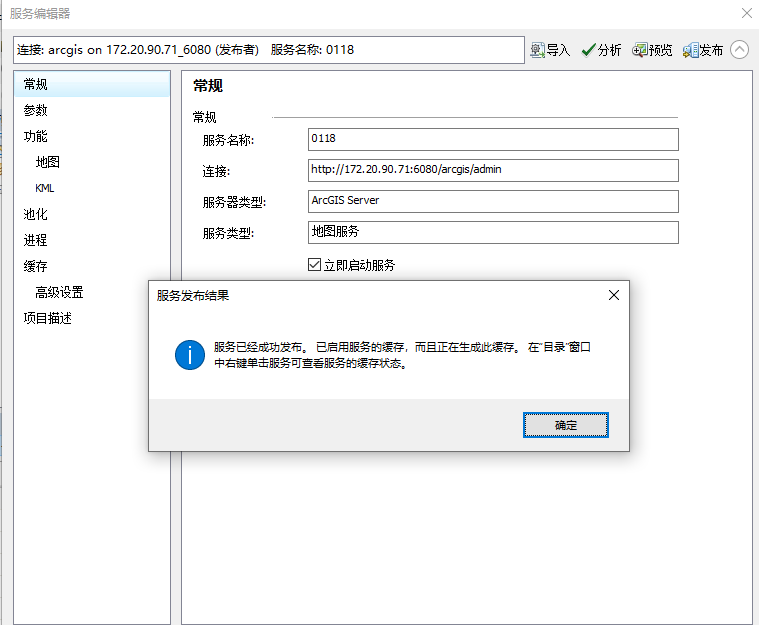 服务编辑器
连接: arcgis on 172.20.90.71_6080 (发布者) 服务名称: 0118
导入 分析 预览 发布
常规
参数
功能
地图
KML
池化
进程
缓存
高级设置
项目描述
常规
常规
服务名称: 0118
连接: http://172.20.90.71:6080/arcgis/admin
服务器类型: ArcGIS Server
服务类型: 地图服务
立即启动服务
服务发布结果
服务已经成功发布。 已启用服务的缓存，而且正在生成此缓存。 在“目录”窗口
中右键单击服务可查看服务的缓存状态。
确定